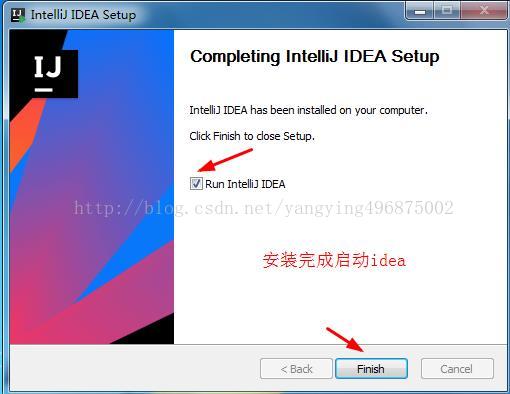 IntelliJ IDEA Setup
IJ
Completing IntelliJ IDEA Setup
IntelliJ IDEA has been installed on your computer.
Click Finish to close Setup.
Run IntelliJ IDEA
http://blog.csdn.net/yangying496875002
安装完成启动idea
< Back
Finish
Cancel